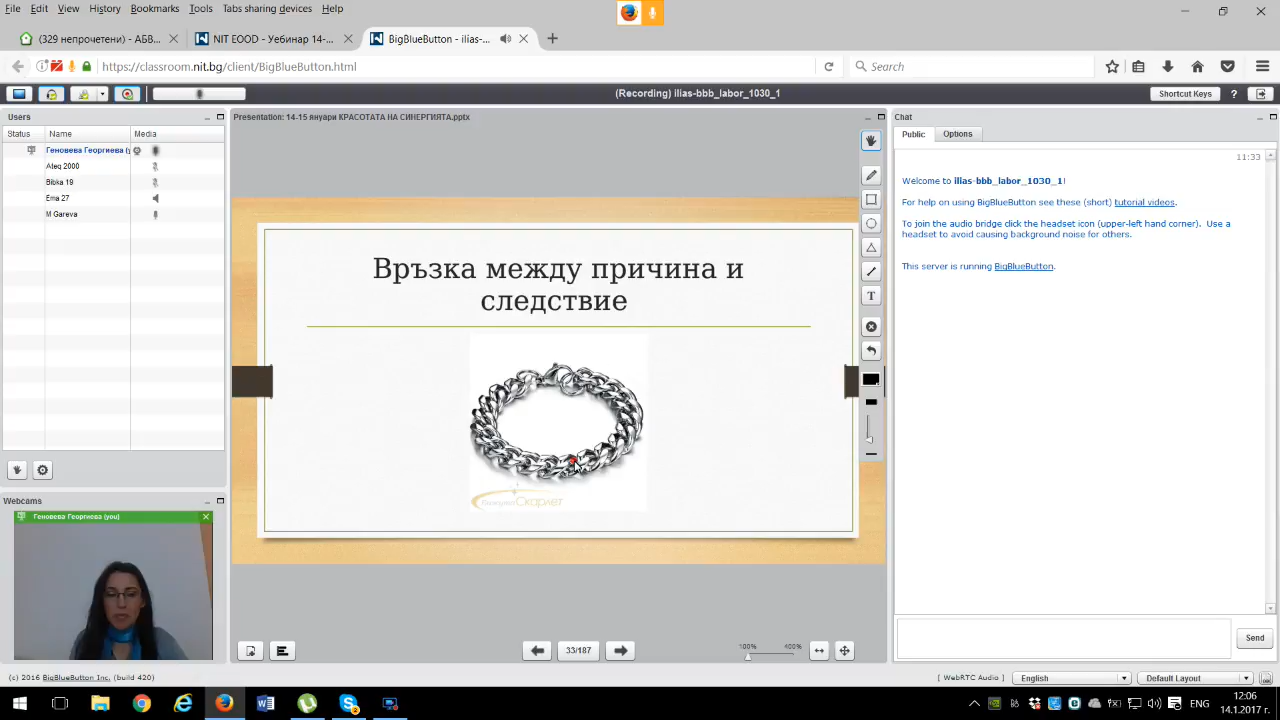 File Edit View History Bookmarks Tools Tabs sharing devices Help
(329 непрочетени) - АБВ...
NIT EOOD - Уебинар 14-...
BigBlueButton - ilias-...
https://classroom.nit.bg/client/BigBlueButton.html
Search
(Recording) ilias-bbb_labor_1030_1
Shortcut Keys
?
Users
Status Name Media
Геновева Георгиева (y
Ateq 2000
Bibka 19
Ema 27
M Gareva
Webcams
Геновева Георгиева (you)
Presentation: 14-15 януари КРАСОТАТА НА СИНЕРГИЯТА.pptx
Връзка между причина и
следствие
Скарлет
T
33/187
100% 400%
Chat
Public Options
11:33
Welcome to ilias-bbb_labor_1030_1!
For help on using BigBlueButton see these (short) tutorial videos.
To join the audio bridge click the headset icon (upper-left hand corner). Use a
headset to avoid causing background noise for others.
This server is running BigBlueButton.
Send
(c) 2016 BigBlueButton Inc. (build 420)
[ WebRTC Audio ]
English
Default Layout
12:06
14.1.2017 г.